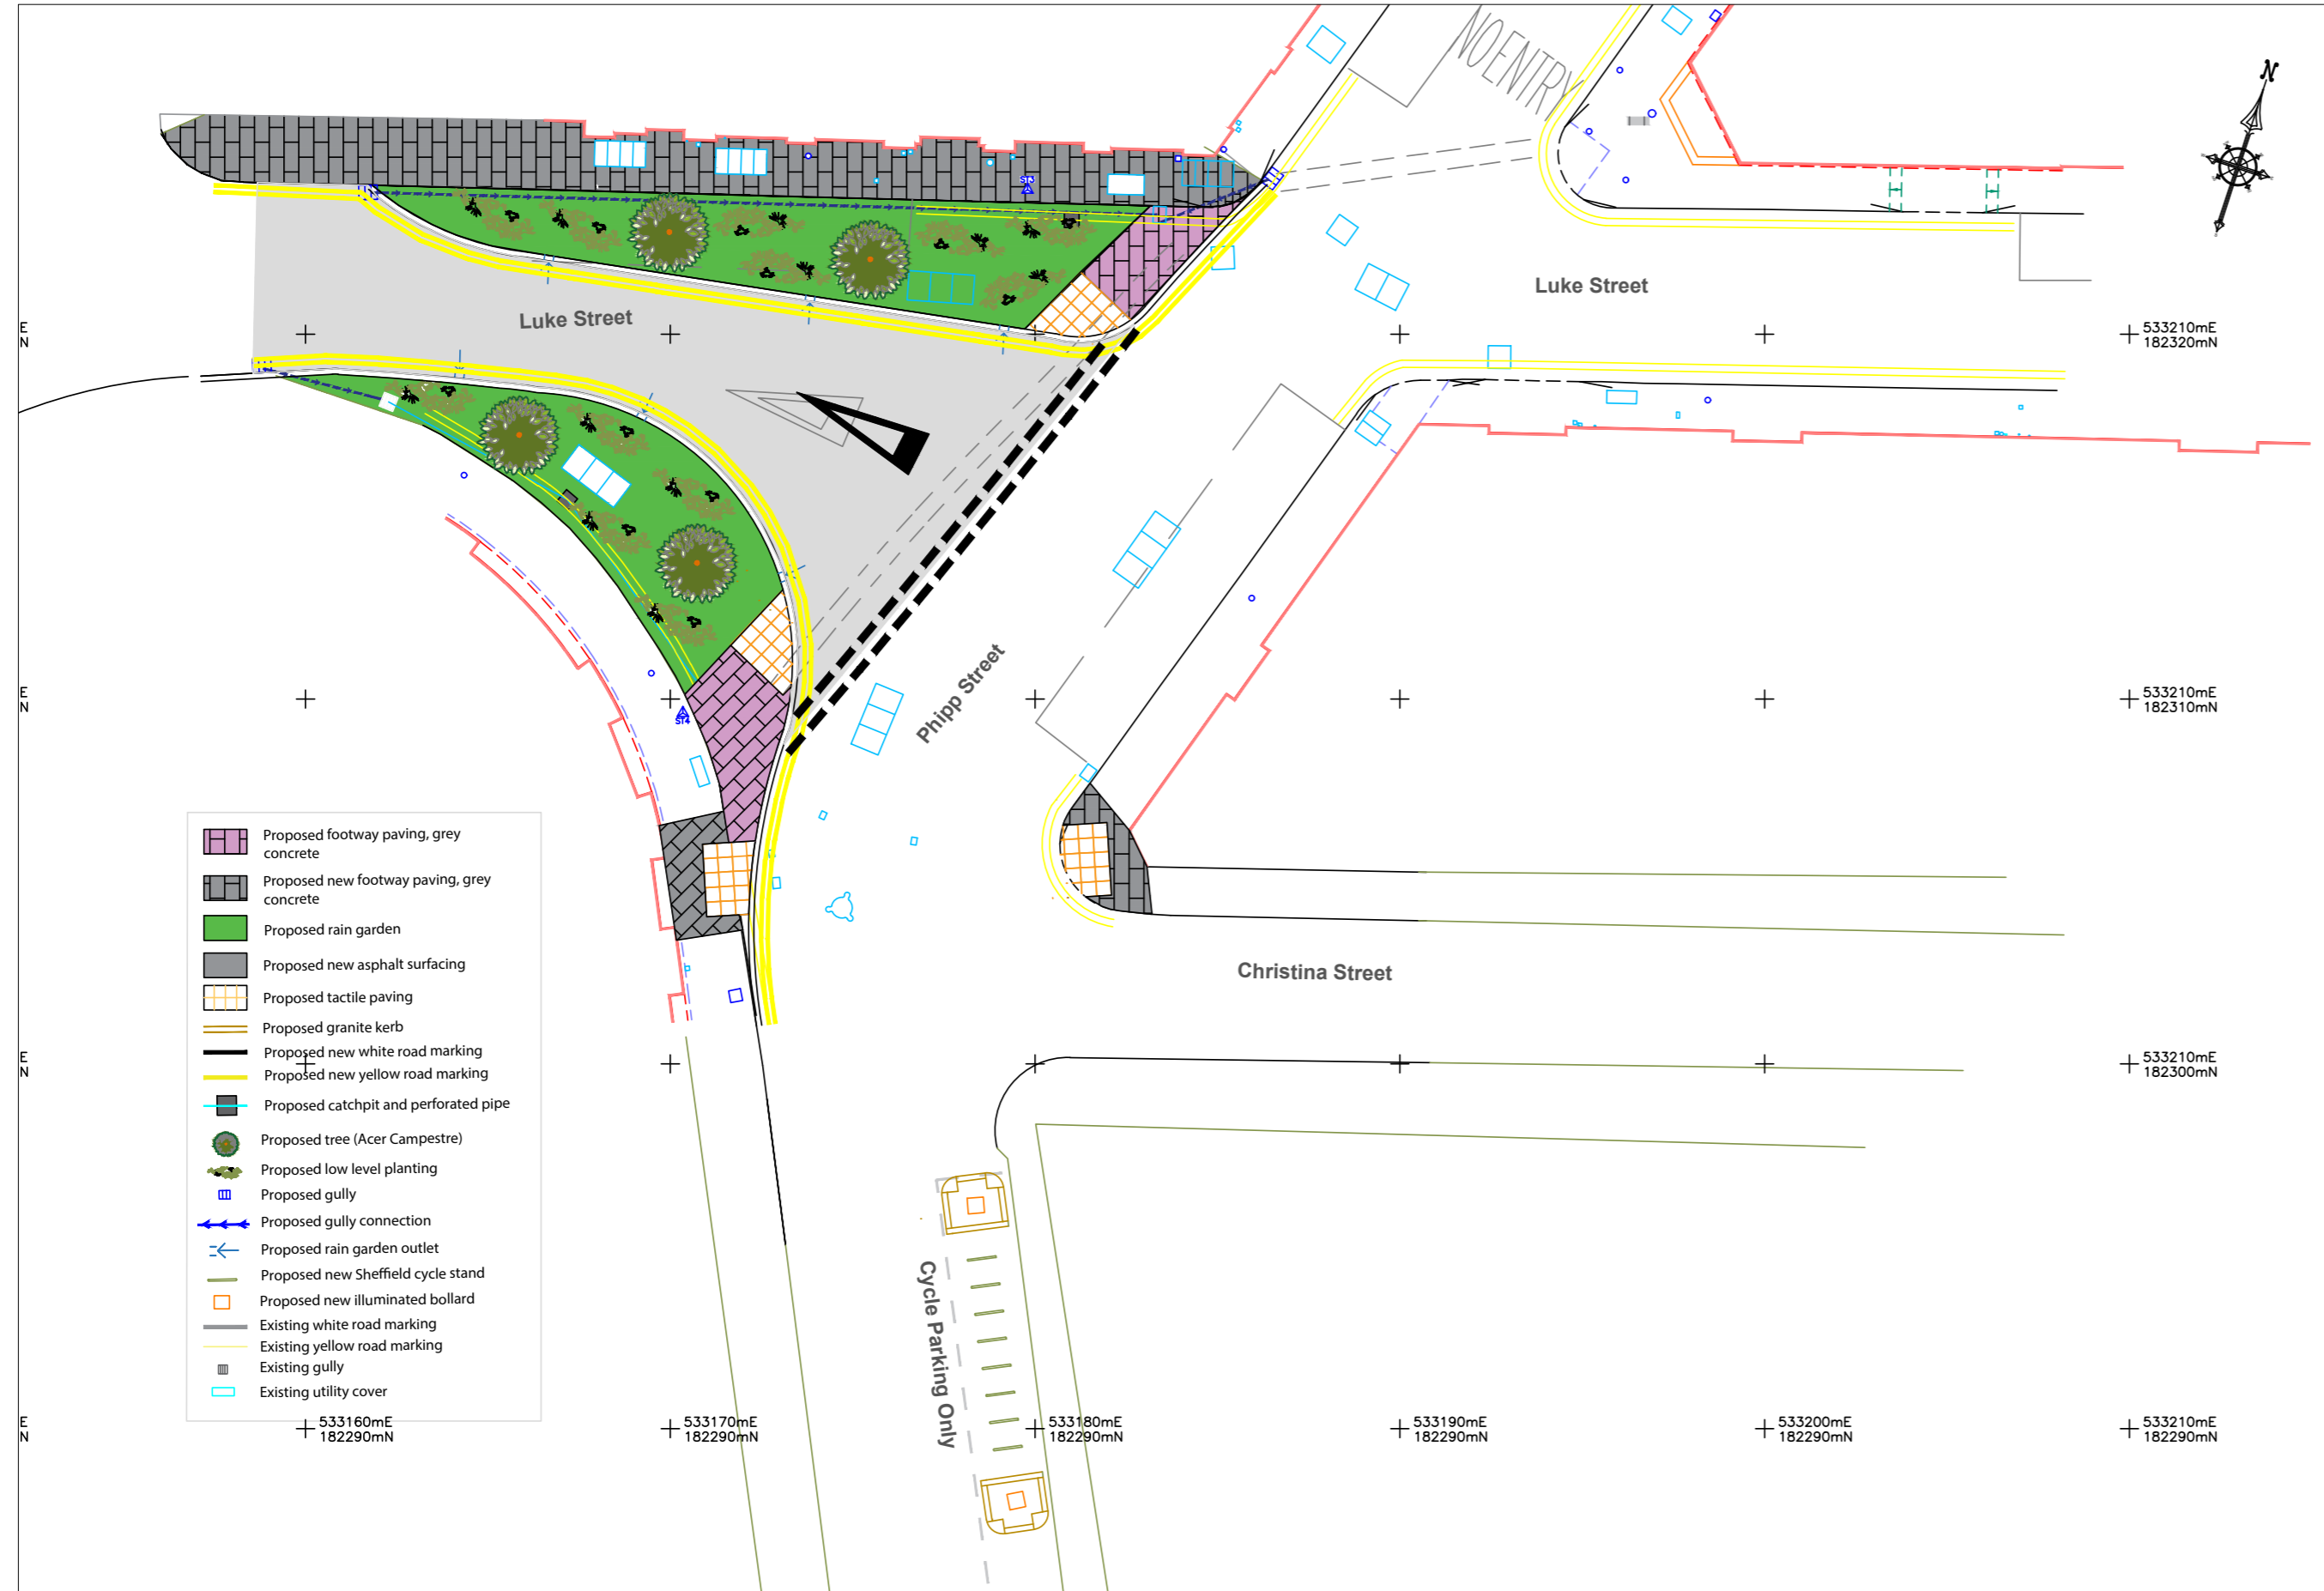 NO ENTRY
N
ST3
Luke Street
Luke Street
E
N
533210mE
182320mN
Phipp Street
E
N
533210mE
182310mN
ST4
Proposed footway paving, grey
concrete
Proposed new footway paving, grey
concrete
Proposed rain garden
Proposed new asphalt surfacing
Proposed tactile paving
Proposed granite kerb
Proposed new white road marking
Proposed new yellow road marking
Proposed catchpit and perforated pipe
Proposed tree (Acer Campestre)
Proposed low level planting
Proposed gully
Proposed gully connection
Proposed rain garden outlet
Proposed new Sheffield cycle stand
Proposed new illuminated bollard
Existing white road marking
Existing yellow road marking
Existing gully
Existing utility cover
Christina Street
E
N
533210mE
182300mN
Cycle Parking Only
E
N
533160mE
182290mN
533170mE
182290mN
533180mE
182290mN
533190mE
182290mN
533200mE
182290mN
533210mE
182290mN